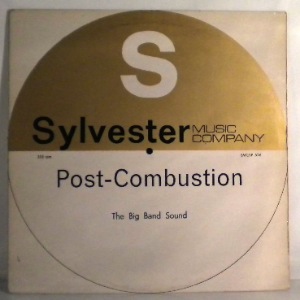 S
Sylvester MUSIC
COMPANY
Post-Combustion
The Big Band Sound